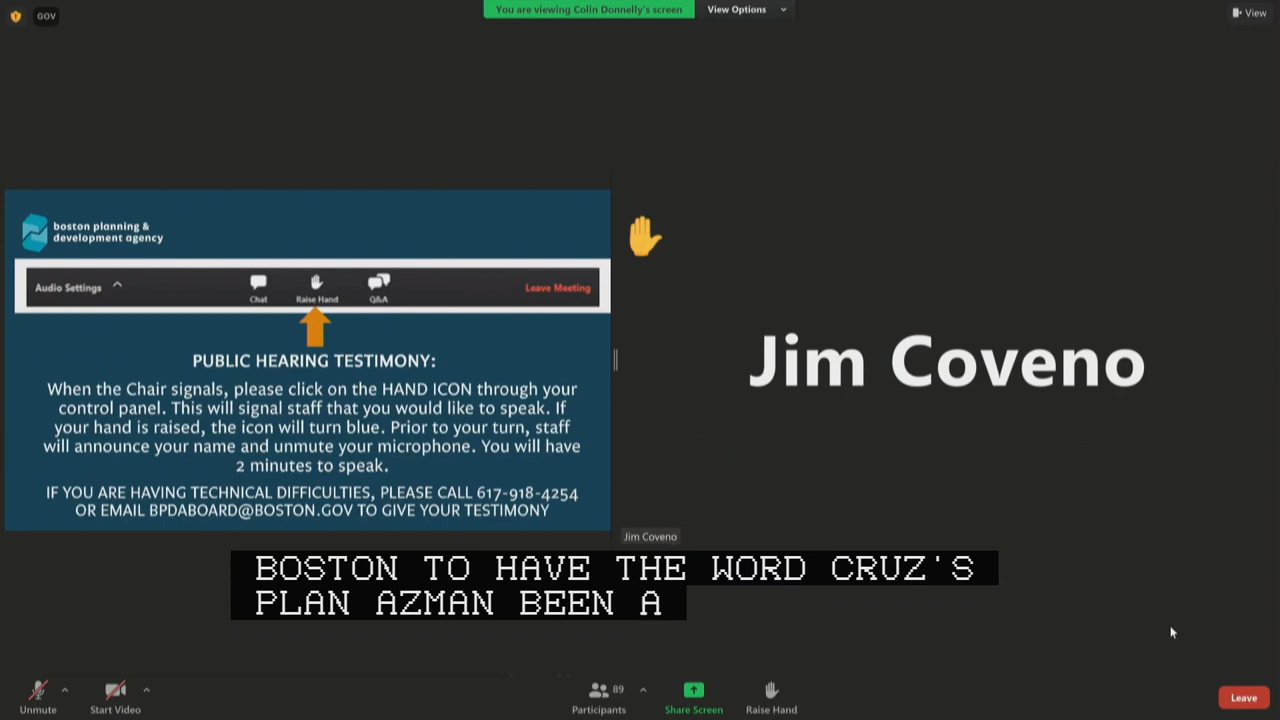 GOV
You are viewing Colin Donnelly's screen
View Options
View
boston planning &
development agency
Audio Settings
Chat
Raise Hand
Q&A
Leave Meeting
PUBLIC HEARING TESTIMONY:
When the Chair signals, please click on the HAND ICON through your
control panel. This will signal staff that you would like to speak. If
your hand is raised, the icon will turn blue. Prior to your turn, staff
will announce your name and unmute your microphone. You will have
2 minutes to speak.
IF YOU ARE HAVING TECHNICAL DIFFICULTIES, PLEASE CALL 617-918-4254
OR EMAIL BPDABOARD@BOSTON.GOV TO GIVE YOUR TESTIMONY
Jim Coveno
Jim Coveno
BOSTON TO HAVE THE WORD CRUZ'S
PLAN AZMAN BEEN A
Unmute
Start Video
89
Participants
Share Screen
Raise Hand
Leave